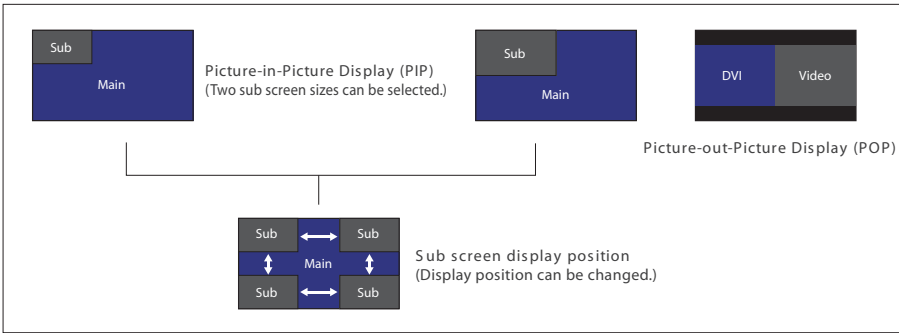 Sub
Main
Picture-in-Picture Display (PIP)
(Two sub screen sizes can be selected.)
Sub
Main
DVI
Video
Picture-out-Picture Display (POP)
Sub
Sub
Main
Sub
Sub
Sub screen display position
(Display position can be changed.)